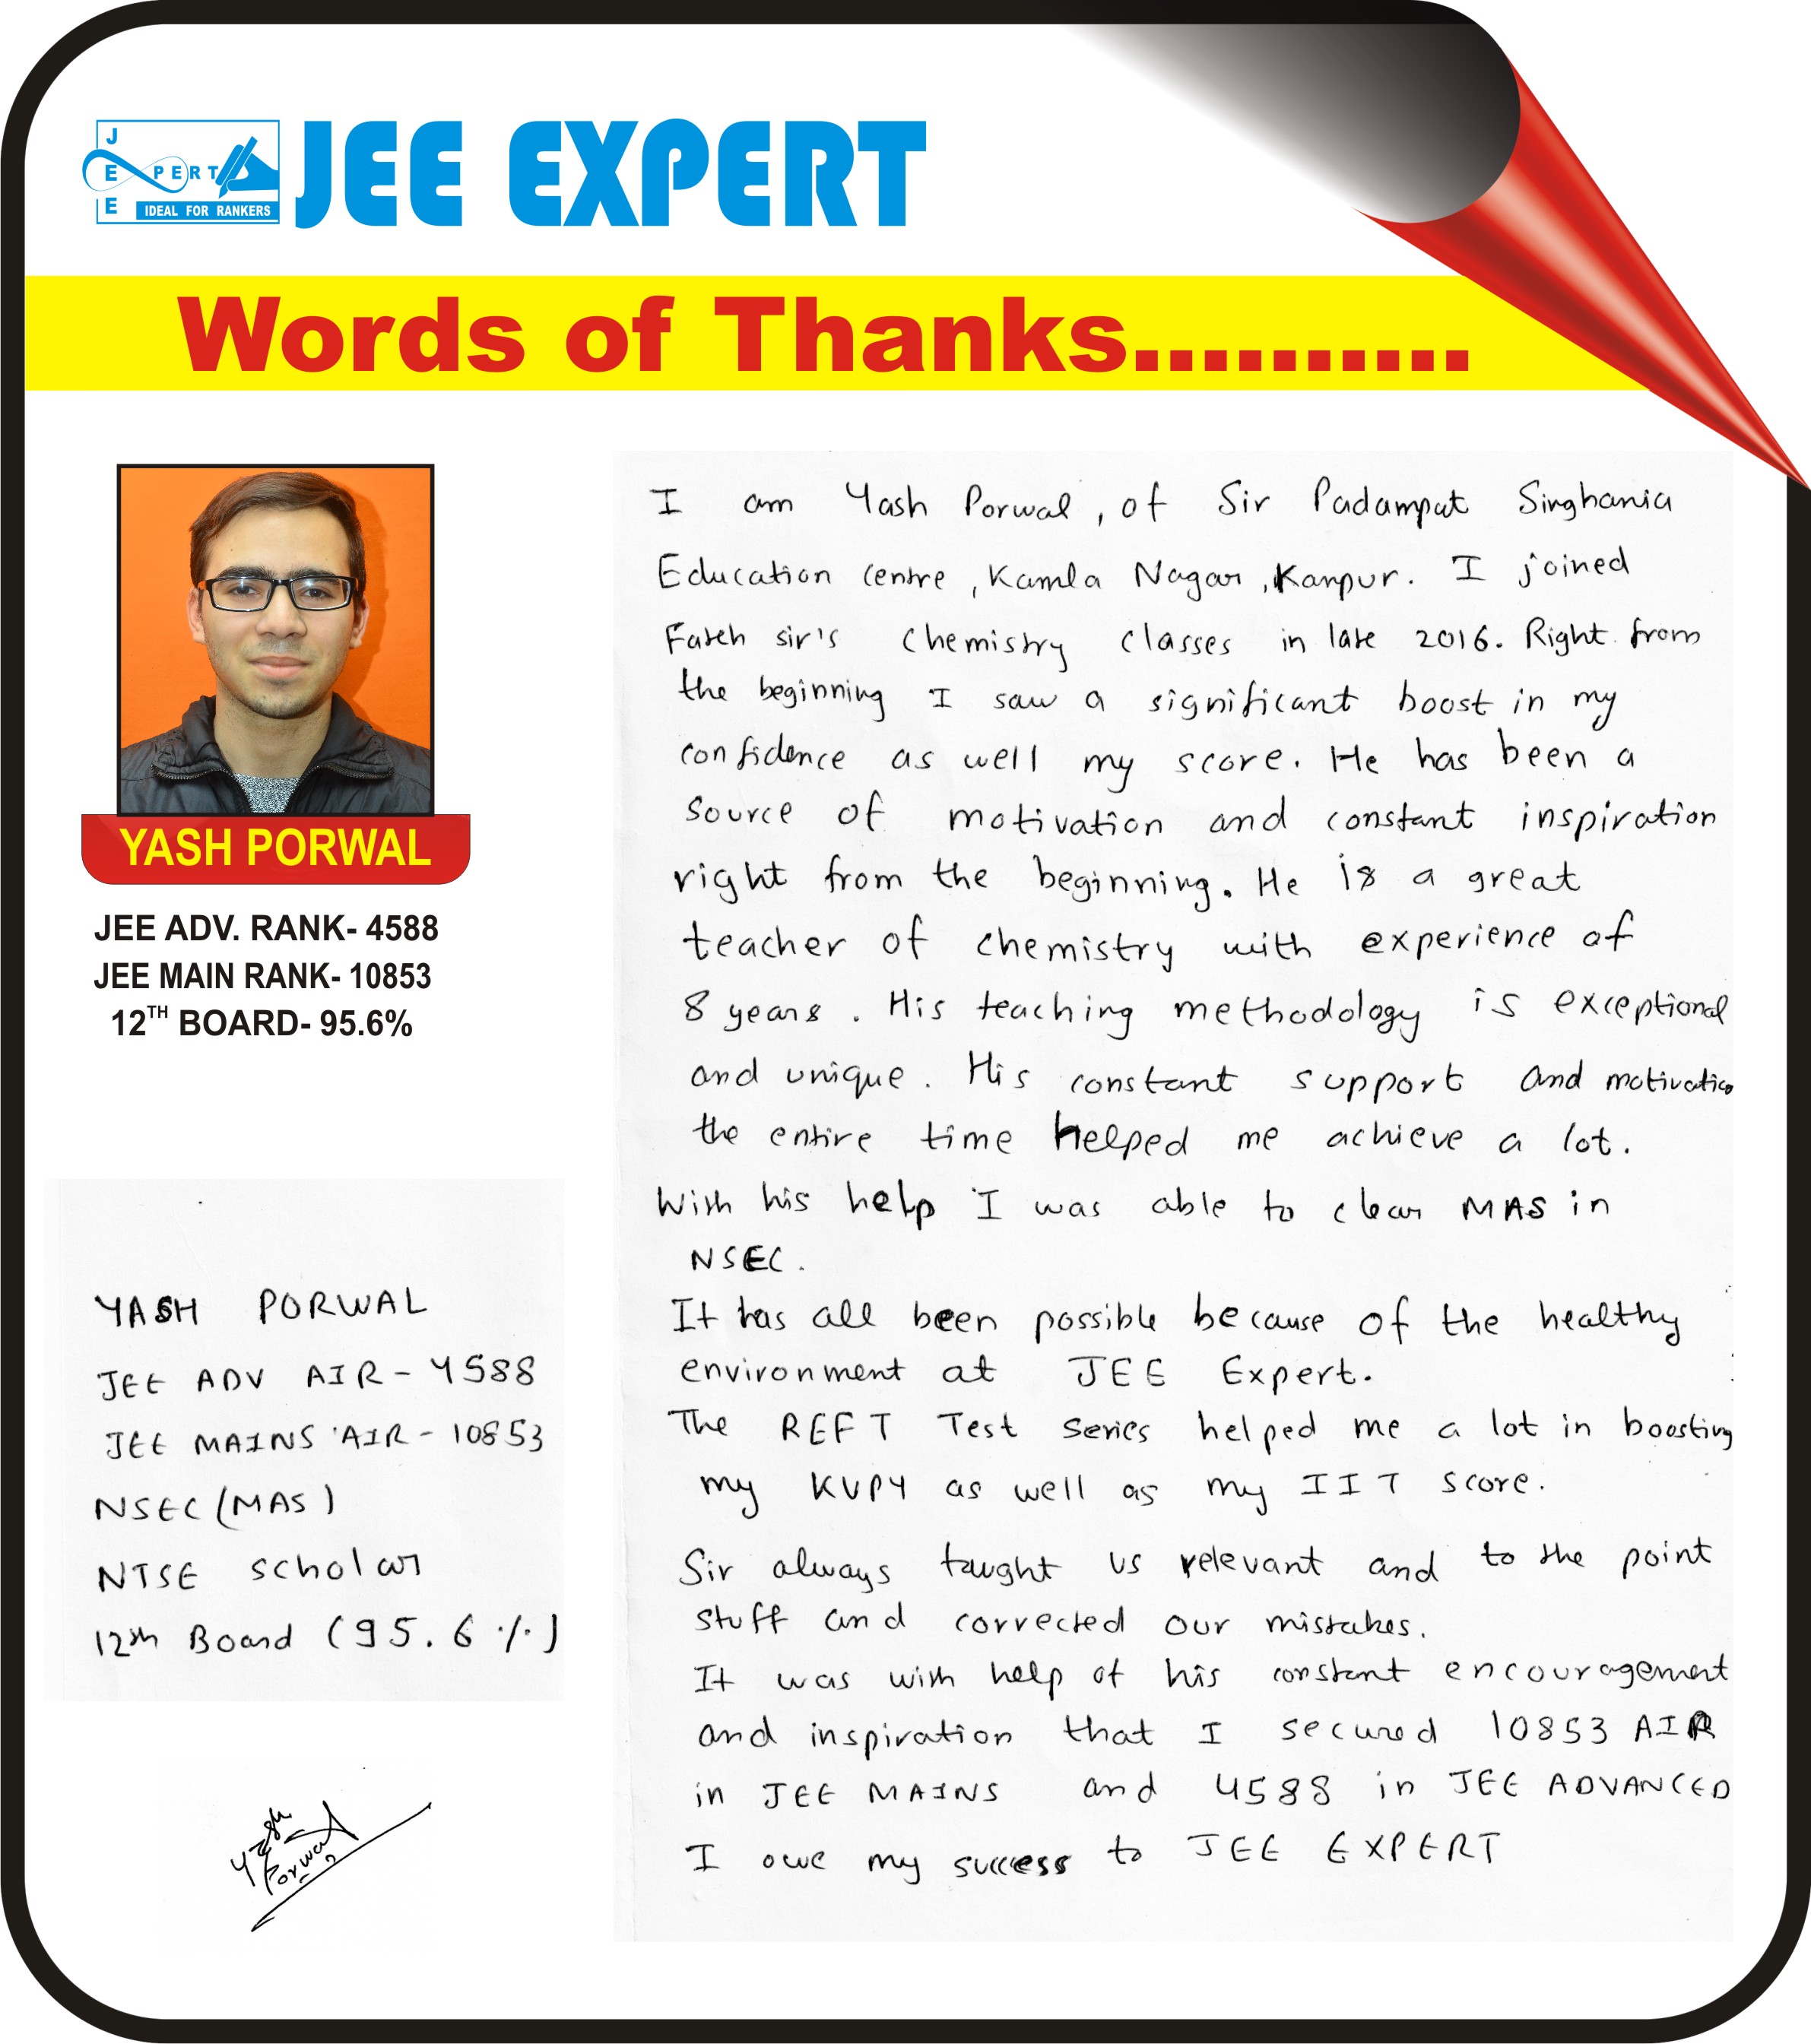 J
E XPERT
E IDEAL FOR RANKERS
JEE EXPERT
Words of Thanks..........
YASH PORWAL
JEE ADV. RANK- 4588
JEE MAIN RANK- 10853
12TH BOARD- 95.6%
YASH PORWAL
JEE ADV AIR - 4588
JEE MAINS AIR - 10853
NSEC (MAS)
NTSE scholar
12th Board (95.6 %)
Yash
Porwal
I am Yash Porwal, of Sir Padampat Singhania
Education centre, Kamla Nagar, Kanpur. I joined
Fateh sir's chemistry classes in late 2016. Right from
the beginning I saw a significant boost in my
confidence as well my score. He has been a
source of motivation and constant inspiration
right from the beginning. He is a great
teacher of chemistry with experience of
8 years. His teaching methodology is exceptional
and unique. His constant support and motivatio
the entire time helped me achieve a lot.
With his help I was able to clear MAS in
NSEC.
It has all been possible because of the healthy
environment at JEE Expert.
The REFT Test series helped me a lot in boosting
my KVPY as well as my IIT score.
Sir always taught us relevant and to the point
stuff and corrected our mistakes.
It was with help of his constant encouragement
and inspiration that I secured 10853 AIR
in JEE MAINS and 4588 in JEE ADVANCED
I owe my success to JEE EXPERT